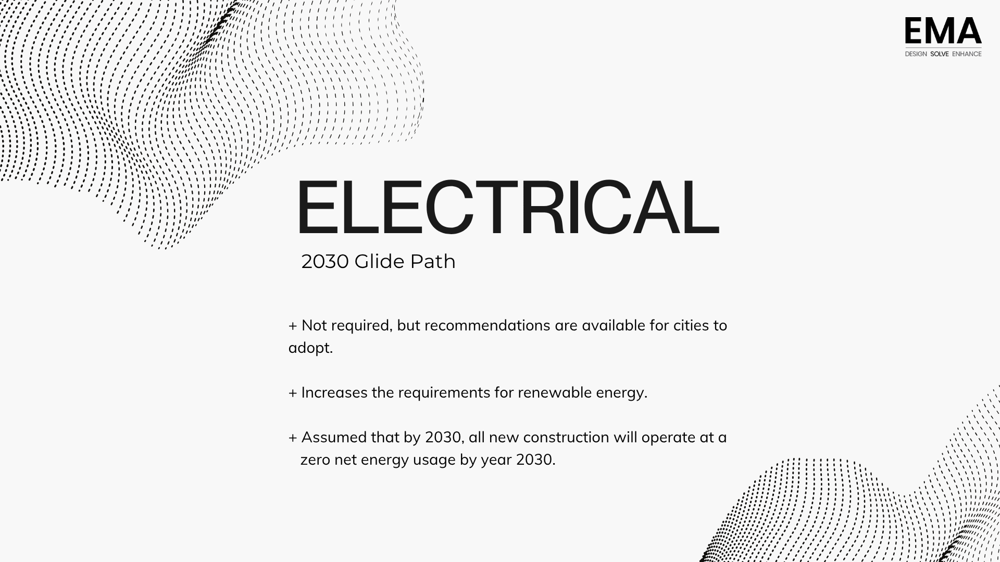 EMA
DESIGN SOLVE ENHANCE
ELECTRICAL
2030 Glide Path
+ Not required, but recommendations are available for cities to
adopt.
+ Increases the requirements for renewable energy.
+ Assumed that by 2030, all new construction will operate at a
zero net energy usage by year 2030.